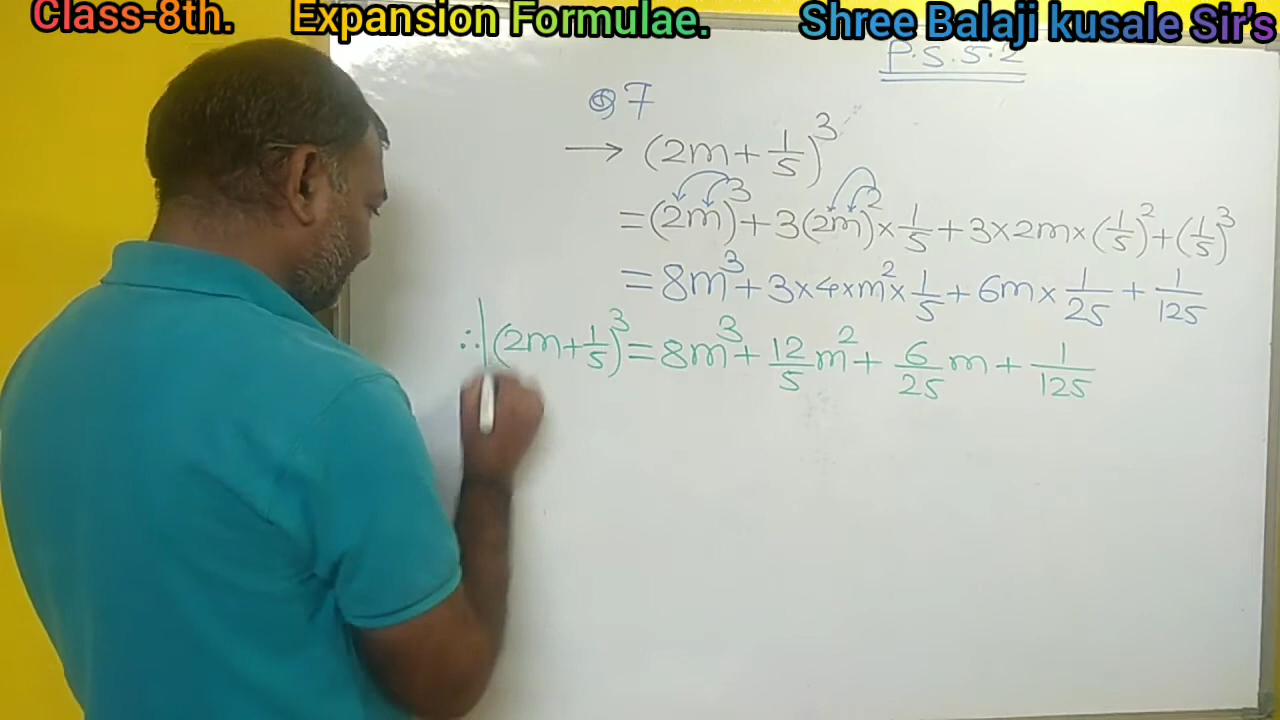 Class-8th. Expansion Formulae. Shree Balaji kusale Sir's
P.S.5.2
Q 7
→ (2m + 1/5)³
= (2m)³ + 3(2m)² × 1/5 + 3 × 2m × (1/5)² + (1/5)³
= 8m³ + 3 × 4 × m² × 1/5 + 6m × 1/25 + 1/125
∴ (2m + 1/5)³ = 8m³ + 12/5 m² + 6/25 m + 1/125